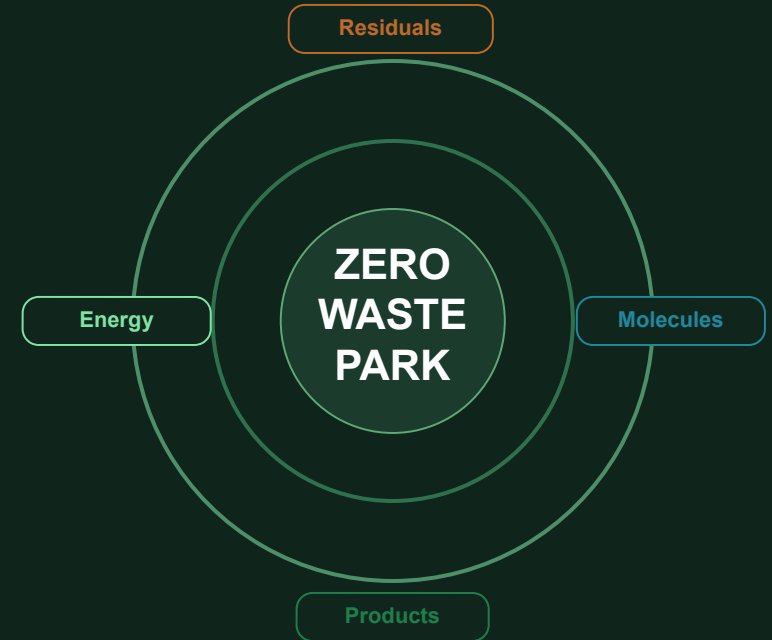 Residuals
ZERO
WASTE
PARK
Energy
Molecules
Products